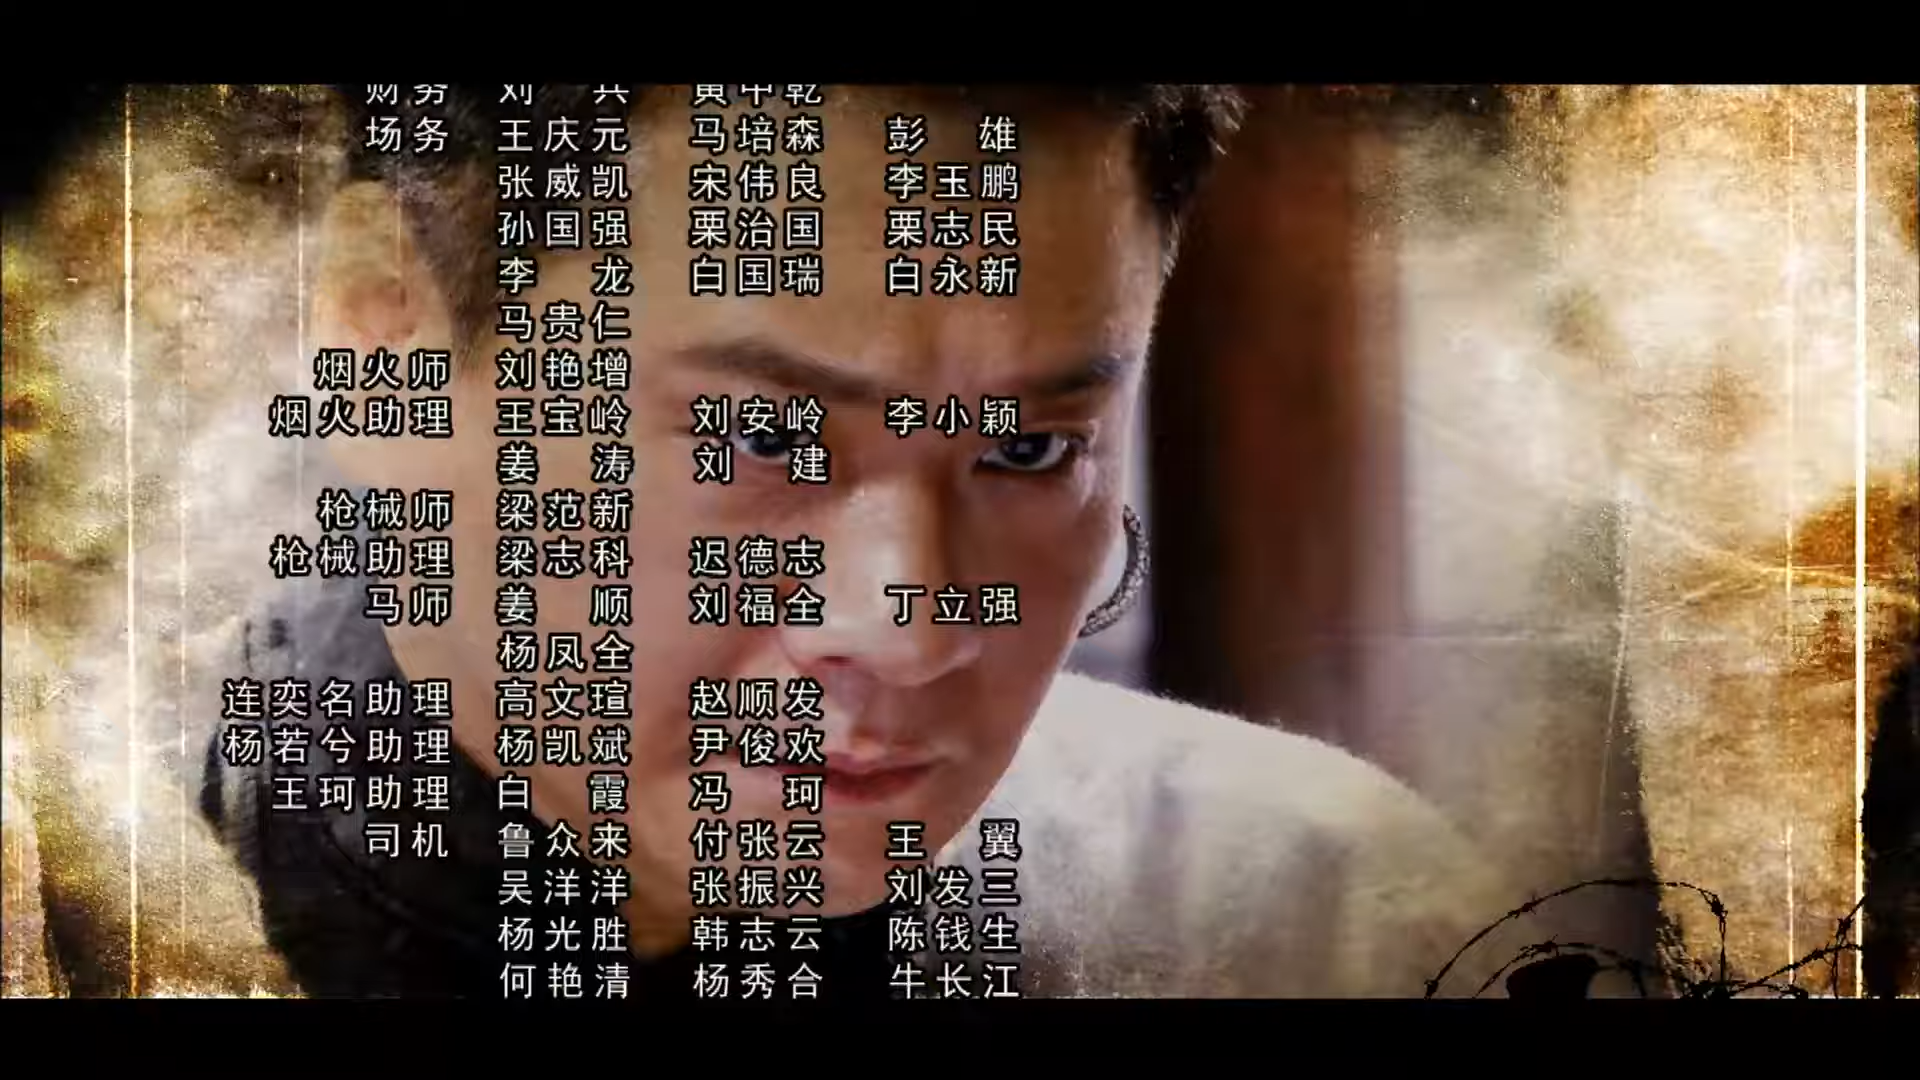 财务 刘 兵 黄中乾
场务 王庆元 马培森 彭 雄
张威凯 宋伟良 李玉鹏
孙国强 栗治国 栗志民
李 龙 白国瑞 白永新
马贵仁
烟火师 刘艳增
烟火助理 王宝岭 刘安岭 李小颖
姜 涛 刘 建
枪械师 梁范新
枪械助理 梁志科 迟德志
马师 姜 顺 刘福全 丁立强
杨凤全
连奕名助理 高文瑄 赵顺发
杨若兮助理 杨凯斌 尹俊欢
王珂助理 白 霞 冯 珂
司机 鲁众来 付张云 王 翼
吴洋洋 张振兴 刘发三
杨光胜 韩志云 陈钱生
何艳清 杨秀合 牛长江